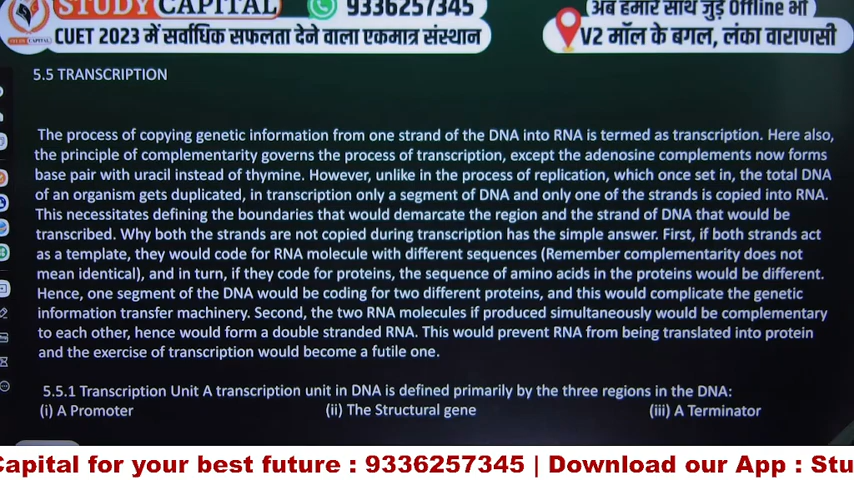 STUDY CAPITAL
9336257345
अब हमारे साथ जुड़े Offline भी
CUET 2023 में सर्वाधिक सफलता देने वाला एकमात्र संस्थान
V2 मॉल के बगल, लंका वाराणसी
5.5 TRANSCRIPTION
The process of copying genetic information from one strand of the DNA into RNA is termed as transcription. Here also,
the principle of complementarity governs the process of transcription, except the adenosine complements now forms
base pair with uracil instead of thymine. However, unlike in the process of replication, which once set in, the total DNA
of an organism gets duplicated, in transcription only a segment of DNA and only one of the strands is copied into RNA.
This necessitates defining the boundaries that would demarcate the region and the strand of DNA that would be
transcribed. Why both the strands are not copied during transcription has the simple answer. First, if both strands act
as a template, they would code for RNA molecule with different sequences (Remember complementarity does not
mean identical), and in turn, if they code for proteins, the sequence of amino acids in the proteins would be different.
Hence, one segment of the DNA would be coding for two different proteins, and this would complicate the genetic
information transfer machinery. Second, the two RNA molecules if produced simultaneously would be complementary
to each other, hence would form a double stranded RNA. This would prevent RNA from being translated into protein
and the exercise of transcription would become a futile one.
5.5.1 Transcription Unit A transcription unit in DNA is defined primarily by the three regions in the DNA:
(i) A Promoter (ii) The Structural gene (iii) A Terminator
Capital for your best future : 9336257345 | Download our App : Stu